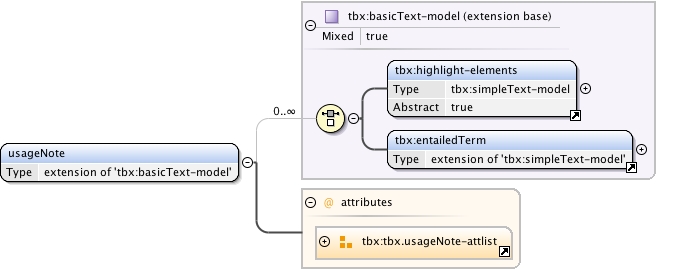 tbx:basicText-model (extension base)
Mixed true
tbx:highlight-elements
Type tbx:simpleText-model
Abstract true
0..∞
tbx:entailedTerm
Type extension of 'tbx:simpleText-model'
usageNote
Type extension of 'tbx:basicText-model'
@ attributes
tbx:tbx.usageNote-attlist